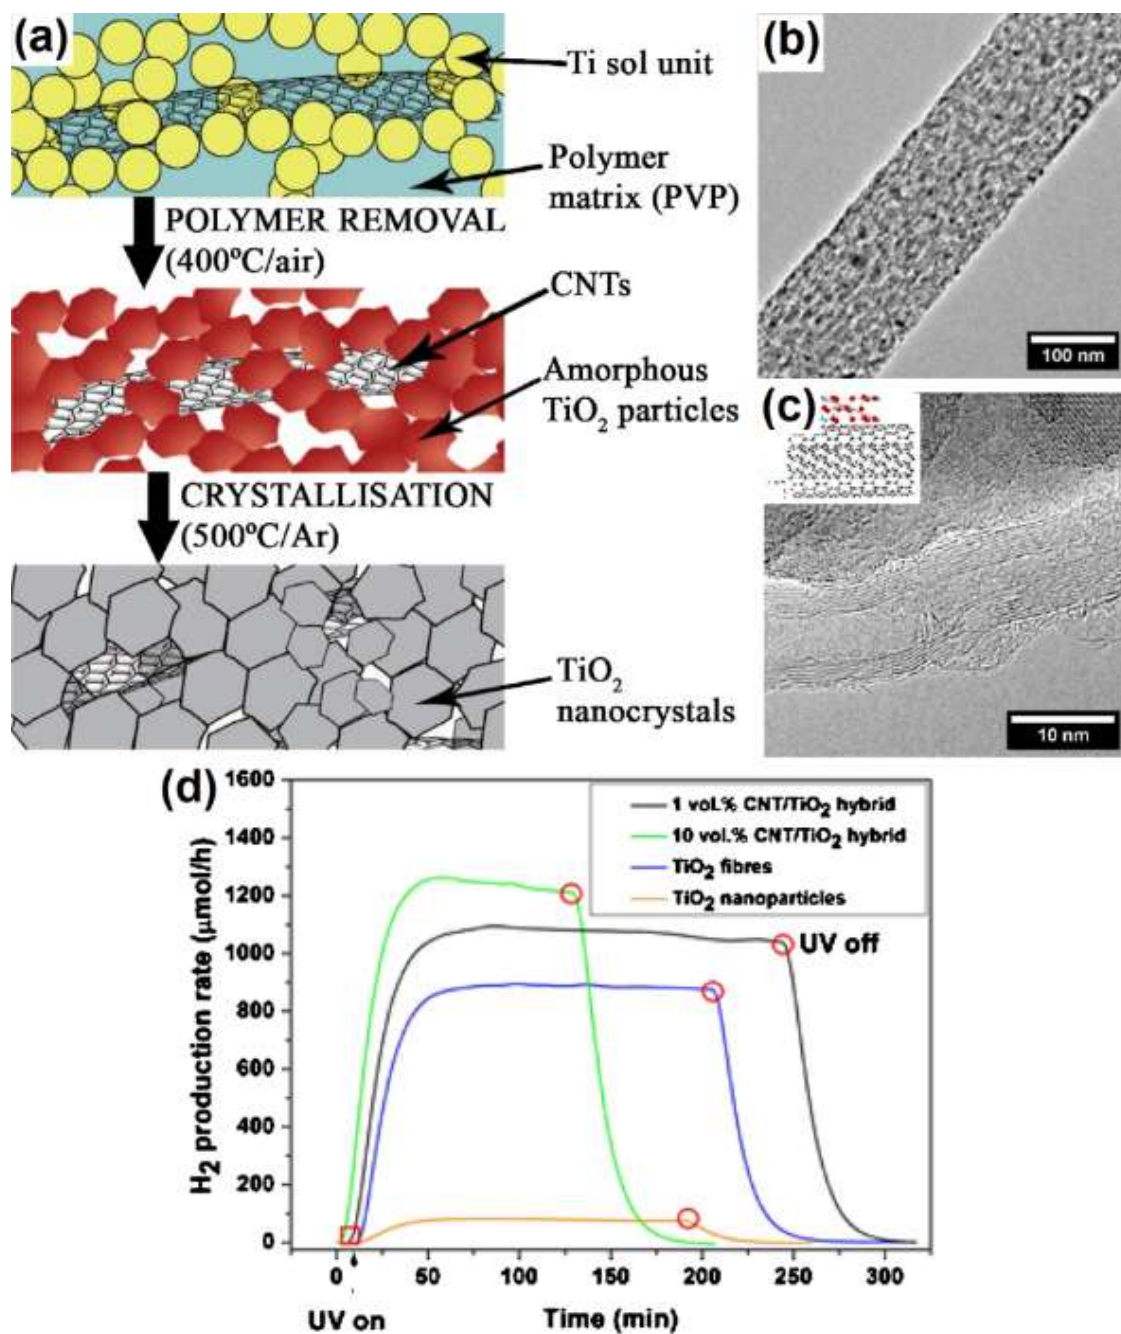 (a)
Ti sol unit
Polymer
matrix (PVP)
POLYMER REMOVAL
(400ºC/air)
CNTs
Amorphous
TiO2 particles
CRYSTALLISATION
(500ºC/Ar)
TiO2
nanocrystals
(b)
100 nm
(c)
10 nm
(d)
H2 production rate (μmol/h)
1600
1400
1200
1000
800
600
400
200
0
1 vol.% CNT/TiO2 hybrid
10 vol.% CNT/TiO2 hybrid
TiO2 fibres
TiO2 nanoparticles
UV off
0 50 100 150 200 250 300
UV on
Time (min)